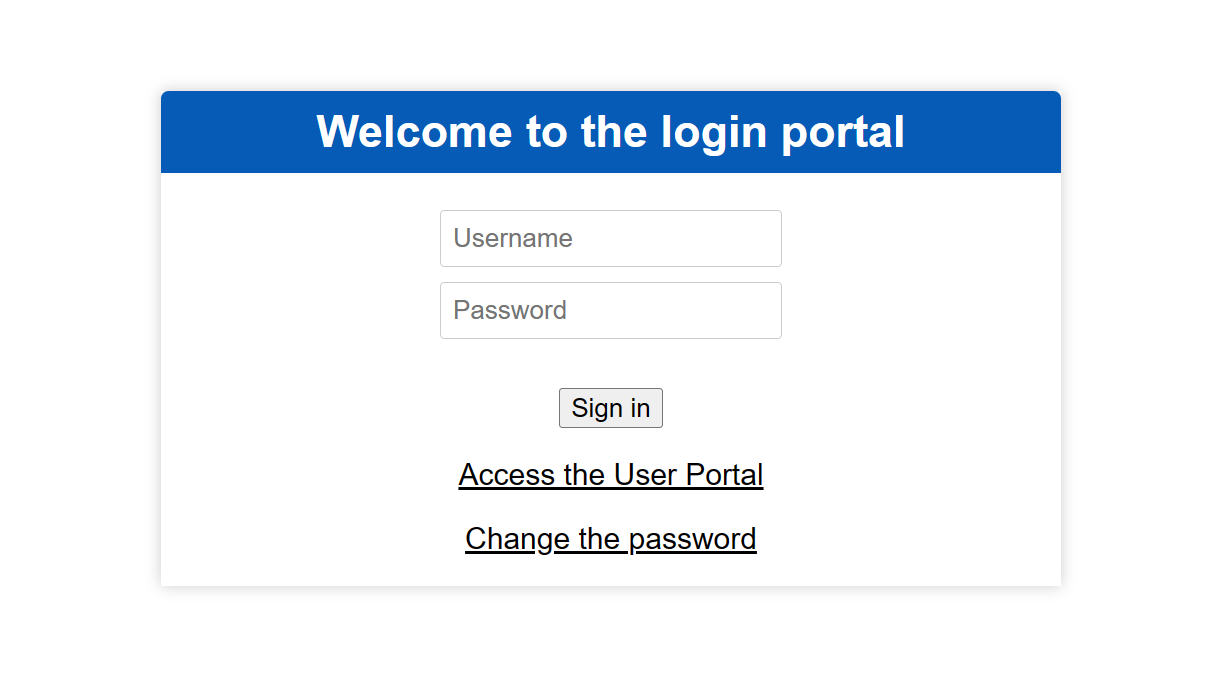 Welcome to the login portal
Username
Password
Sign in
Access the User Portal
Change the password